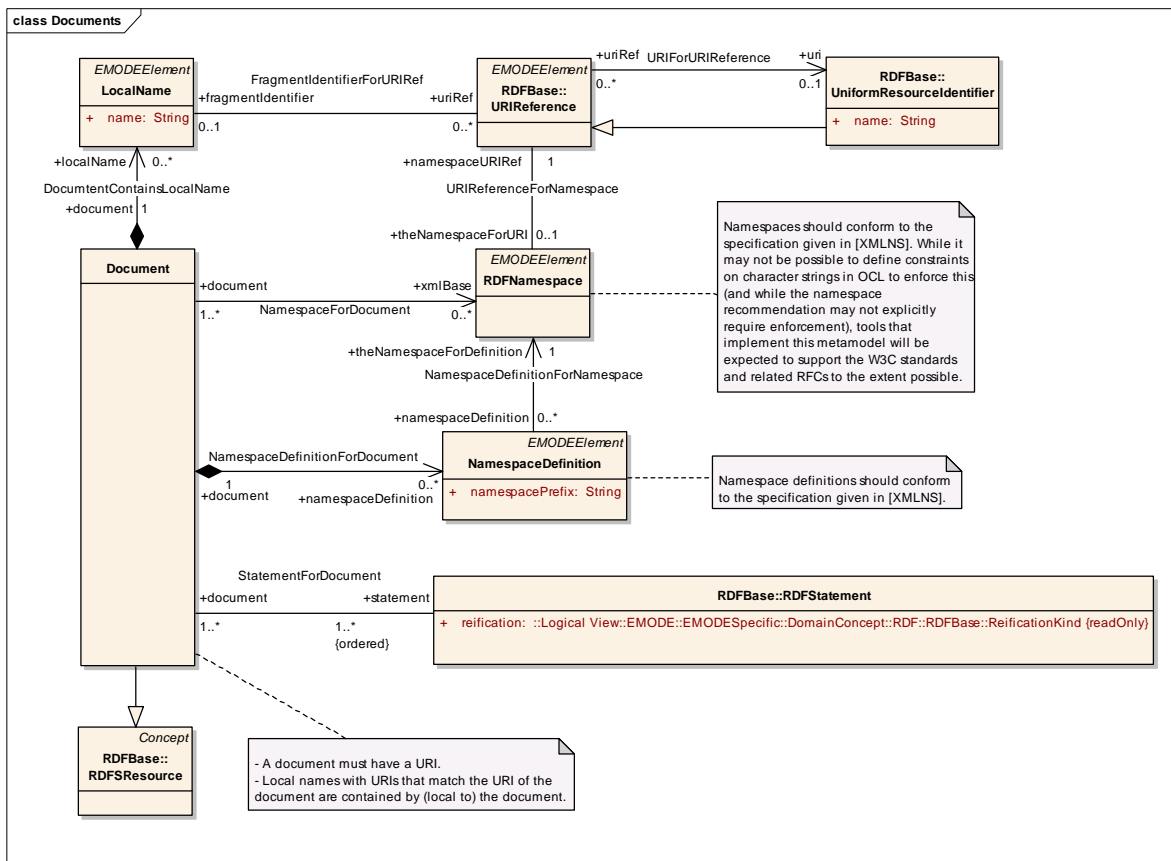 class Documents
EMODEElement
LocalName
+ name: String
FragmentIdentifierForURIRef
+fragmentIdentifier
+uriRef
0..1
0..*
EMODEElement
RDFBase::
URIReference
+uriRef
URIForURIReference
+uri
0..*
0..1
RDFBase::
UniformResourceIdentifier
+ name: String
+localName
0..*
DocumtentContainsLocalName
+document
1
+namespaceURIRef
1
URIReferenceForNamespace
+theNamespaceForURI
0..1
Document
+document
+xmlBase
1..*
NamespaceForDocument
0..*
EMODEElement
RDFNamespace
Namespaces should conform to the
specification given in [XMLNS]. While it
may not be possible to define constraints
on character strings in OCL to enforce this
(and while the namespace
recommendation may not explicitly
require enforcement), tools that
implement this metamodel will be
expected to support the W3C standards
and related RFCs to the extent possible.
+theNamespaceForDefinition
1
NamespaceDefinitionForNamespace
+namespaceDefinition
0..*
NamespaceDefinitionForDocument
1
0..*
+document
+namespaceDefinition
EMODEElement
NamespaceDefinition
+ namespacePrefix: String
Namespace definitions should conform
to the specification given in [XMLNS].
StatementForDocument
+document
+statement
1..*
1..*
{ordered}
RDFBase::RDFStatement
+ reification: ::Logical View::EMODE::EMODESpecific::DomainConcept::RDF::RDFBase::ReificationKind {readOnly}
Concept
RDFBase::
RDFSResource
- A document must have a URI.
- Local names with URIs that match the URI of the
document are contained by (local to) the document.